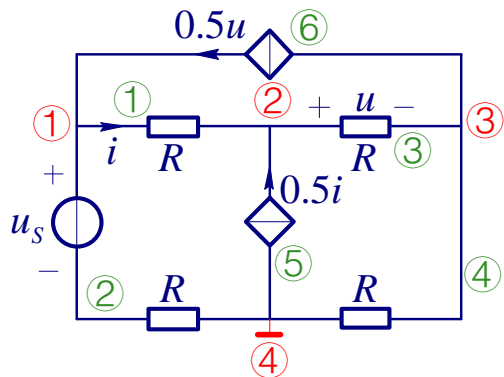 0.5u ⑥
① ① ② + u − ③
i R R ③
+ 0.5i
u_S
− ⑤
② R R ④
④